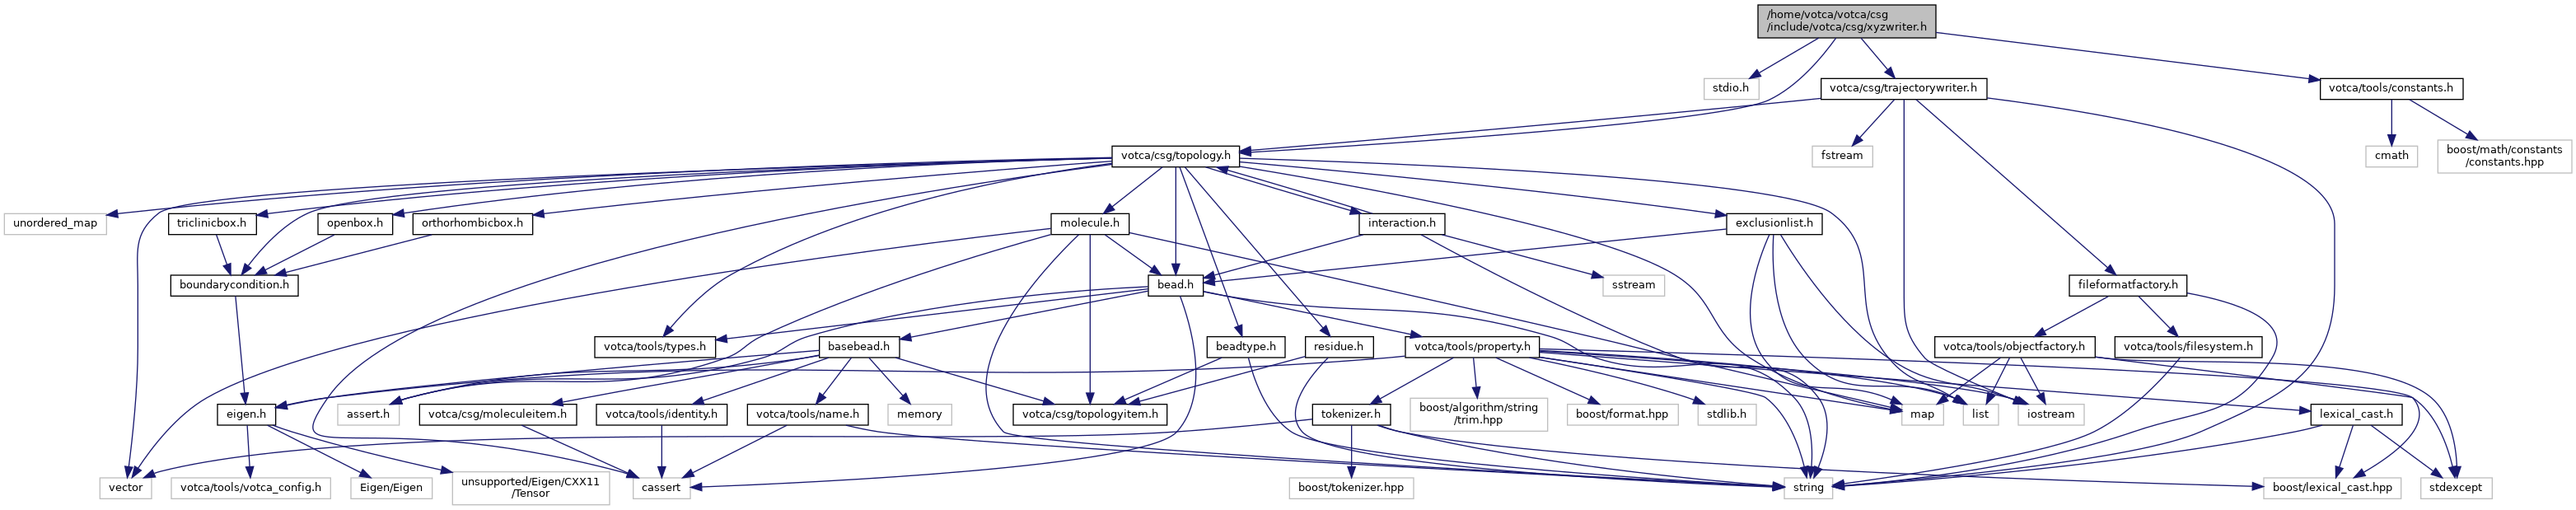 /home/votca/votca/csg
/include/votca/csg/xyzwriter.h
stdio.h
votca/csg/trajectorywriter.h
votca/tools/constants.h
votca/csg/topology.h
fstream
cmath
boost/math/constants
/constants.hpp
unordered_map
triclinicbox.h
openbox.h
orthorhombicbox.h
molecule.h
interaction.h
exclusionlist.h
boundarycondition.h
bead.h
sstream
fileformatfactory.h
votca/tools/types.h
basebead.h
beadtype.h
residue.h
votca/tools/property.h
votca/tools/objectfactory.h
votca/tools/filesystem.h
eigen.h
assert.h
votca/csg/moleculeitem.h
votca/tools/identity.h
votca/tools/name.h
memory
votca/csg/topologyitem.h
tokenizer.h
boost/algorithm/string
/trim.hpp
boost/format.hpp
stdlib.h
map
list
iostream
lexical_cast.h
vector
votca/tools/votca_config.h
Eigen/Eigen
unsupported/Eigen/CXX11
/Tensor
cassert
boost/tokenizer.hpp
string
boost/lexical_cast.hpp
stdexcept